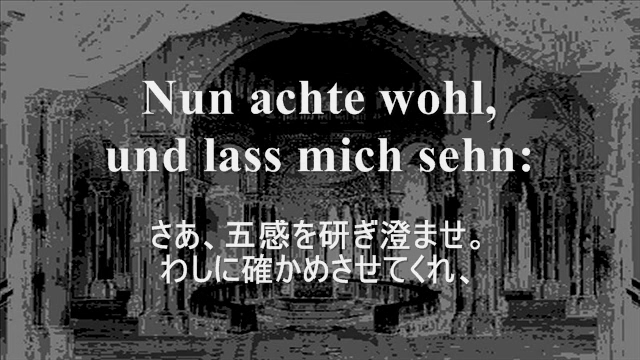 Nun achte wohl,
und lass mich sehn:
さあ、五感を研ぎ澄ませ。
わしに確かめさせてくれ、